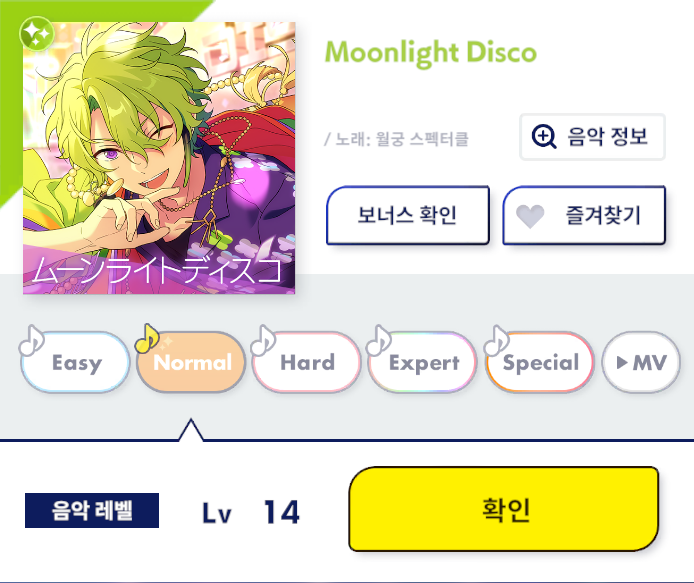 Moonlight Disco
/ 노래: 월궁 스펙터클
음악 정보
보너스 확인
즐겨찾기
ムーンライトディスコ
Easy
Normal
Hard
Expert
Special
MV
음악 레벨
Lv 14
확인